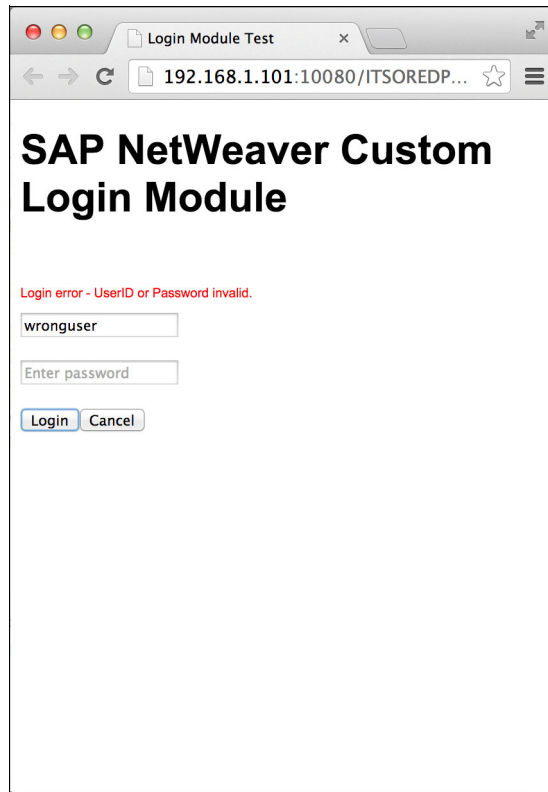 Login Module Test
192.168.1.101:10080/ITSOREDP...
SAP NetWeaver Custom
Login Module
Login error - UserID or Password invalid.
wronguser
Enter password
Login Cancel